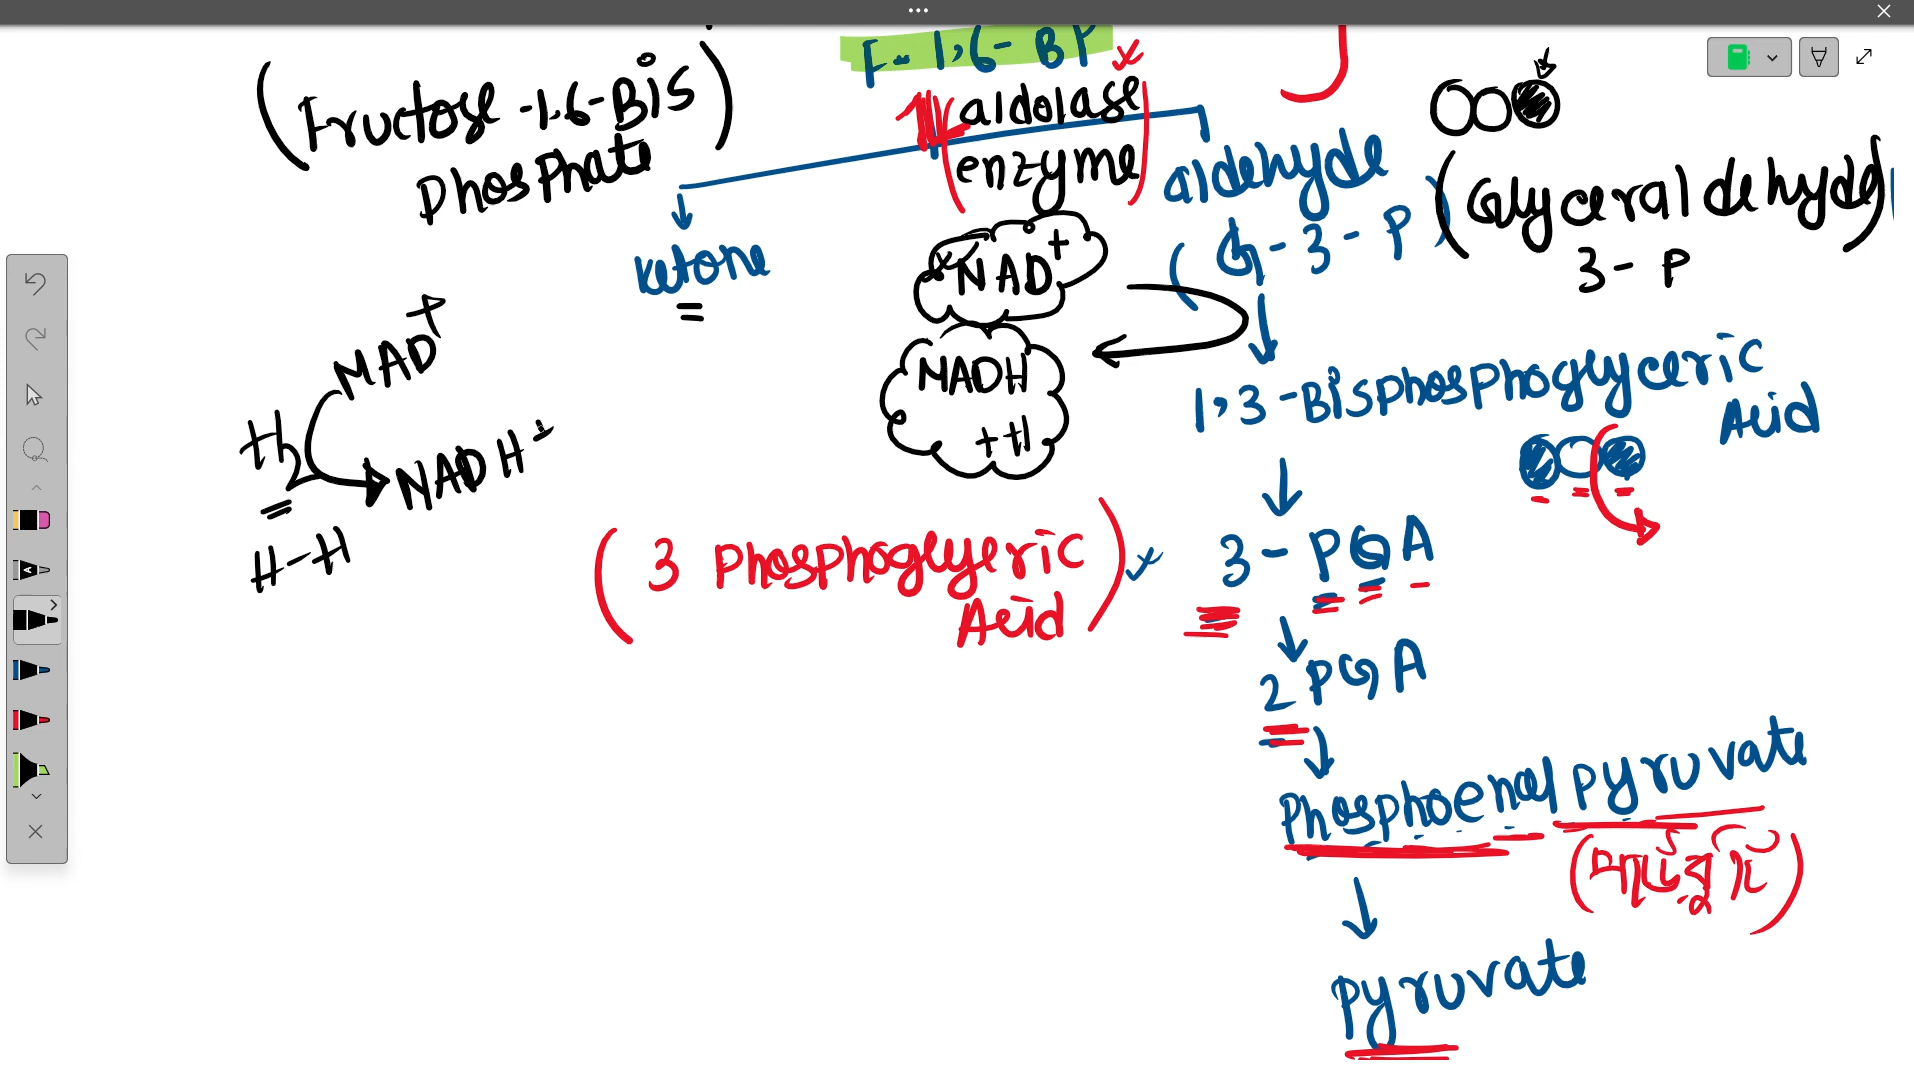 F-1,6-BP
(Fructose-1,6-Bis
Phosphate)
(aldolase
enzyme)
ketone
aldehyde
(G-3-P)
(Glyceraldehyde)
3-P
NAD+
NADH
+H
NAD+
H2
NADH+
H-H
1,3-Bisphosphoglyceric
Acid
(3 Phosphoglyeric
Acid)
3-PGA
2 PGA
Phosphoenol pyruvate
pyruvate